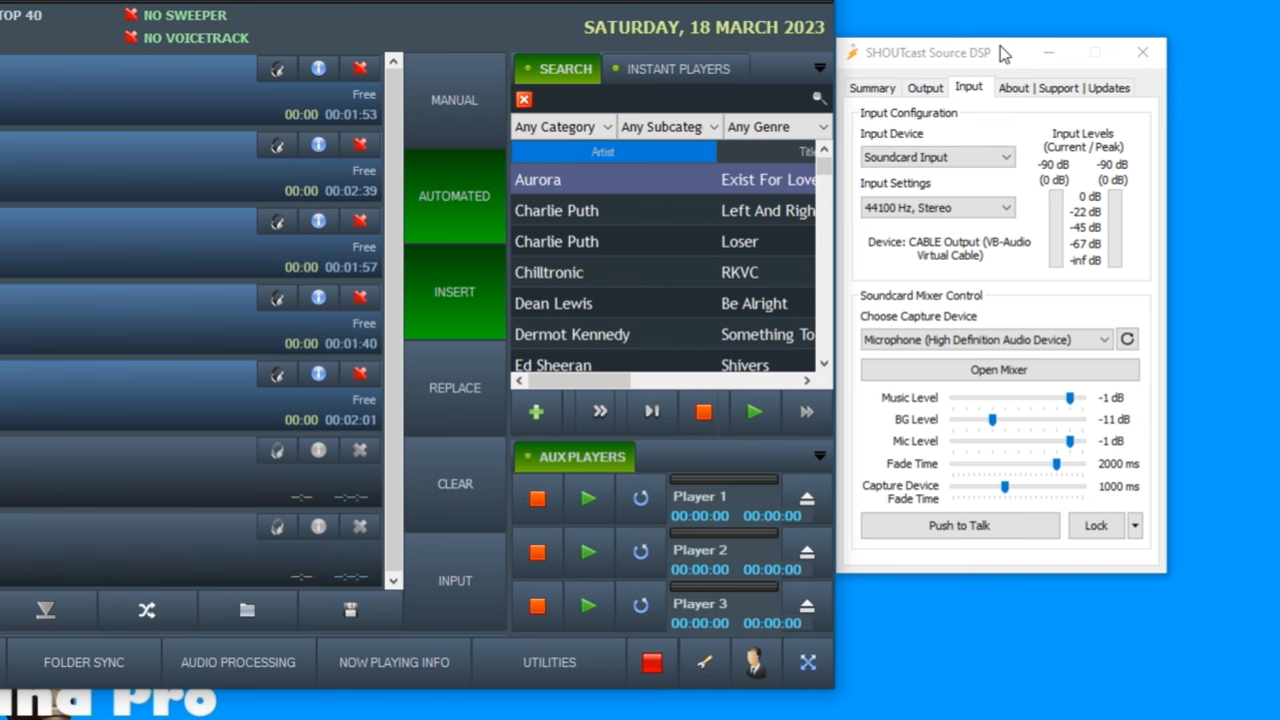 TOP 40
NO SWEEPER
NO VOICETRACK
SATURDAY, 18 MARCH 2023
Free
00:00 00:01:53
Free
00:00 00:02:39
Free
00:00 00:01:57
Free
00:00 00:01:40
Free
00:00 00:02:01
--:-- --:--:--
--:-- --:--:--
MANUAL
AUTOMATED
INSERT
REPLACE
CLEAR
INPUT
SEARCH INSTANT PLAYERS
Any Category Any Subcateg Any Genre
Artist Title
Aurora Exist For Love
Charlie Puth Left And Righ
Charlie Puth Loser
Chilltronic RKVC
Dean Lewis Be Alright
Dermot Kennedy Something To
Ed Sheeran Shivers
AUX PLAYERS
Player 1
00:00:00 00:00:00
Player 2
00:00:00 00:00:00
Player 3
00:00:00 00:00:00
FOLDER SYNC AUDIO PROCESSING NOW PLAYING INFO UTILITIES
Pro
SHOUTcast Source DSP
Summary Output Input About | Support | Updates
Input Configuration
Input Device
Soundcard Input
Input Settings
44100 Hz, Stereo
Device: CABLE Output (VB-Audio
Virtual Cable)
Input Levels
(Current / Peak)
-90 dB -90 dB
(0 dB) (0 dB)
0 dB
-22 dB
-45 dB
-67 dB
-inf dB
Soundcard Mixer Control
Choose Capture Device
Microphone (High Definition Audio Device)
Open Mixer
Music Level -1 dB
BG Level -11 dB
Mic Level -1 dB
Fade Time 2000 ms
Capture Device 1000 ms
Fade Time
Push to Talk Lock